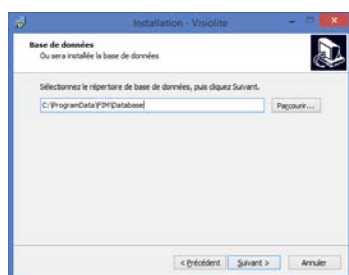 Installation - Visiolite
Base de données
Ou sera installée la base de données
Sélectionnez le répertoire de base de données, puis cliquez Suivant.
C:\ProgramData\FIM\Database
Parcourir...
< Précédent
Suivant >
Annuler